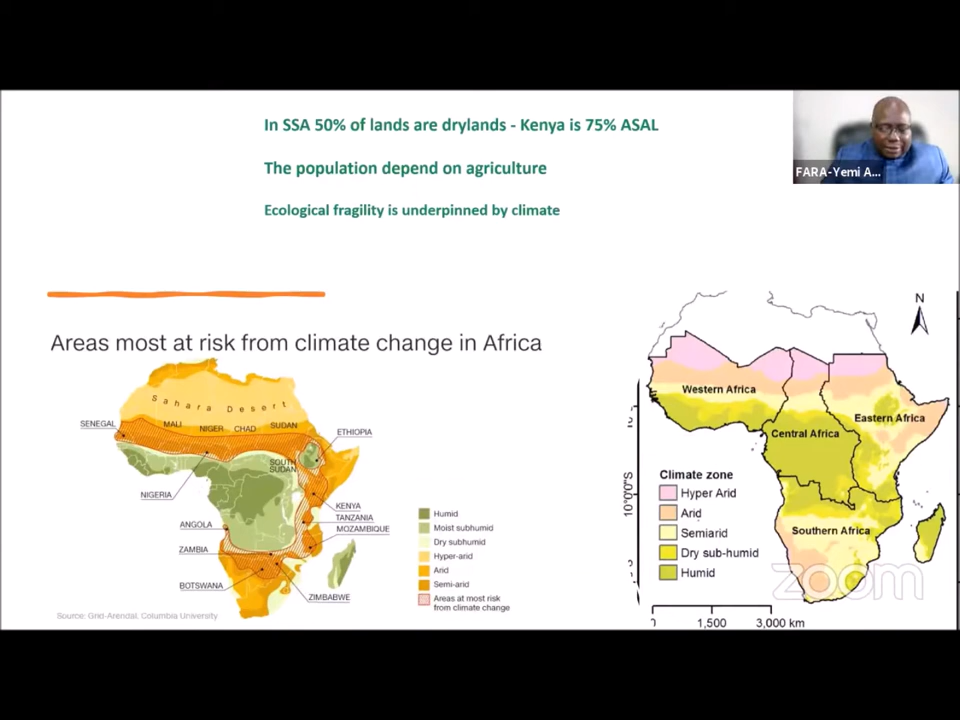 In SSA 50% of lands are drylands - Kenya is 75% ASAL
The population depend on agriculture
Ecological fragility is underpinned by climate
FARA-Yemi A...
Areas most at risk from climate change in Africa
Sahara Desert
SENEGAL
MALI
NIGER
CHAD
SUDAN
ETHIOPIA
SOUTH
SUDAN
NIGERIA
KENYA
TANZANIA
MOZAMBIQUE
ANGOLA
ZAMBIA
BOTSWANA
ZIMBABWE
Humid
Moist subhumid
Dry subhumid
Hyper-arid
Arid
Semi-arid
Areas at most risk
from climate change
Source: Grid-Arendal, Columbia University
N
Western Africa
Eastern Africa
Central Africa
Southern Africa
10°0'0"S
Climate zone
Hyper Arid
Arid
Semiarid
Dry sub-humid
Humid
zoom
0 1,500 3,000 km